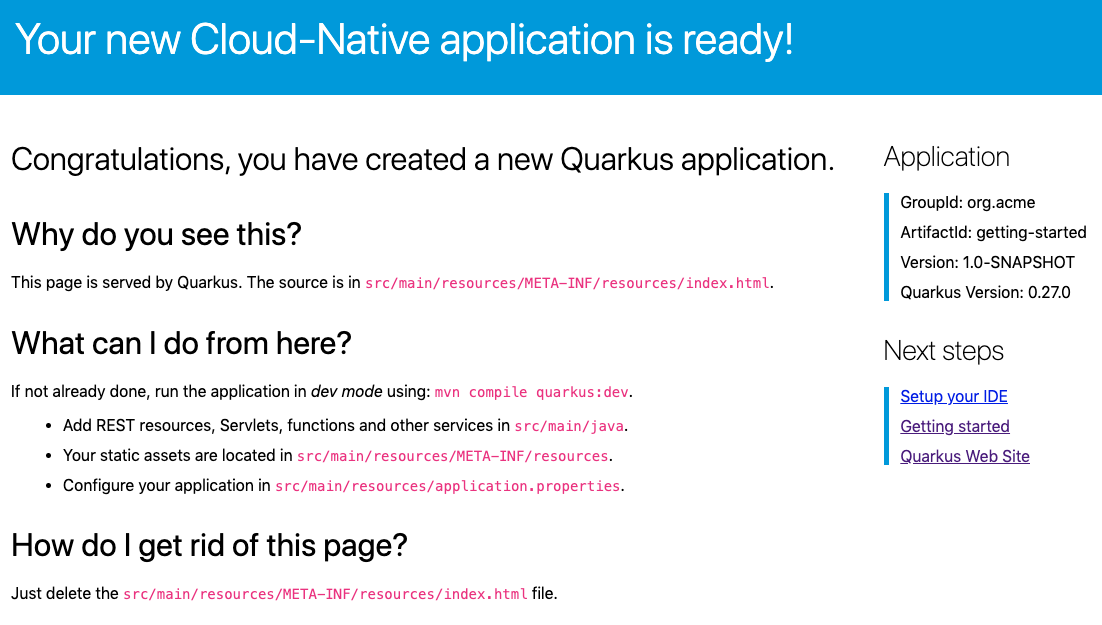 Your new Cloud-Native application is ready!
Congratulations, you have created a new Quarkus application.
Why do you see this?
This page is served by Quarkus. The source is in src/main/resources/META-INF/resources/index.html.
What can I do from here?
If not already done, run the application in dev mode using: mvn compile quarkus:dev.
• Add REST resources, Servlets, functions and other services in src/main/java.
• Your static assets are located in src/main/resources/META-INF/resources.
• Configure your application in src/main/resources/application.properties.
How do I get rid of this page?
Just delete the src/main/resources/META-INF/resources/index.html file.
Application
GroupId: org.acme
ArtifactId: getting-started
Version: 1.0-SNAPSHOT
Quarkus Version: 0.27.0
Next steps
Setup your IDE
Getting started
Quarkus Web Site